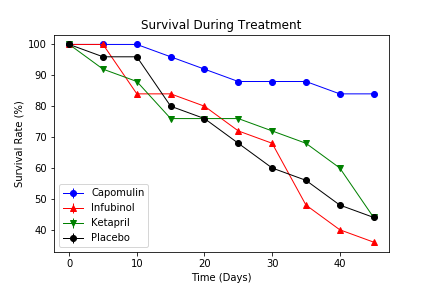 Survival During Treatment
100
90
80
70
60
50
40
Survival Rate (%)
Capomulin
Infubinol
Ketapril
Placebo
0
10
20
30
40
Time (Days)